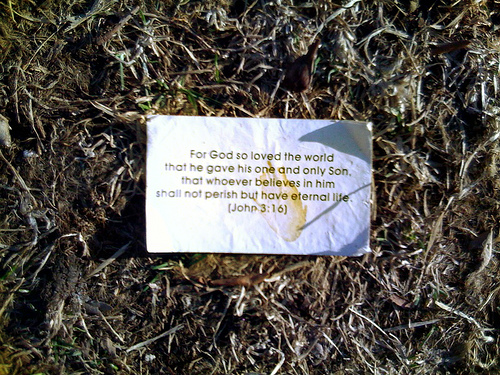 For God so loved the world
that he gave his one and only Son,
that whoever believes in him
shall not perish but have eternal life.
(John 3:16)